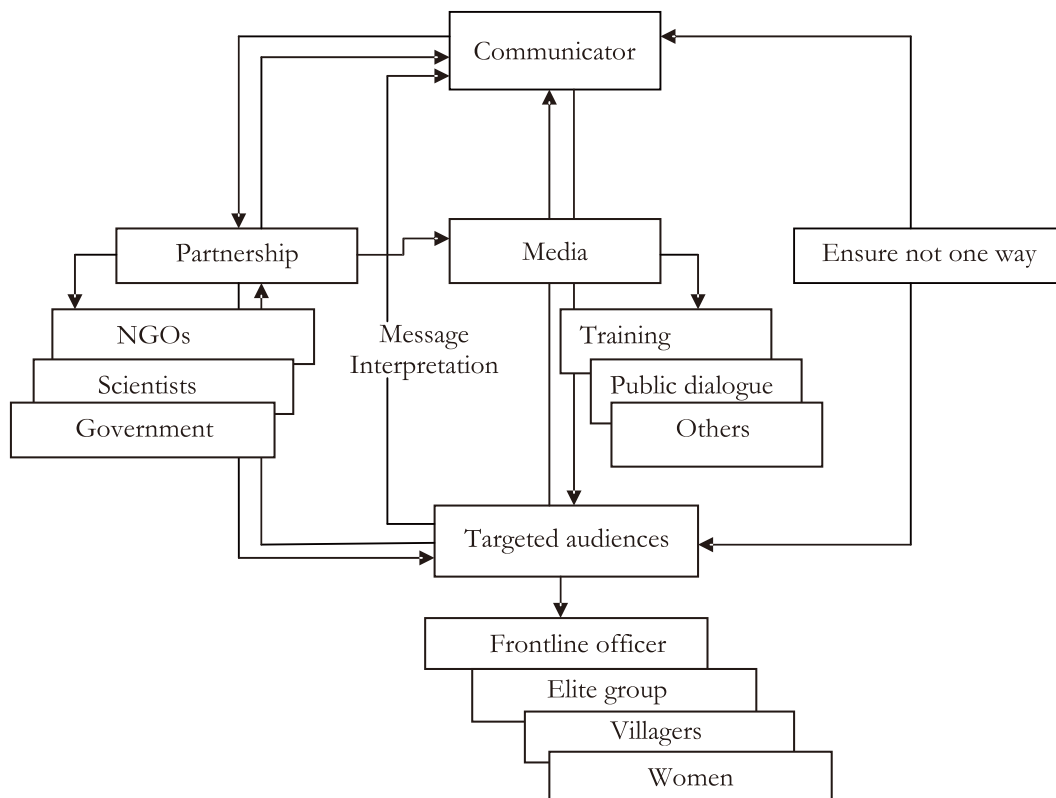 Communicator
Partnership
Media
Ensure not one way
NGOs
Scientists
Government
Message
Interpretation
Training
Public dialogue
Others
Targeted audiences
Frontline officer
Elite group
Villagers
Women